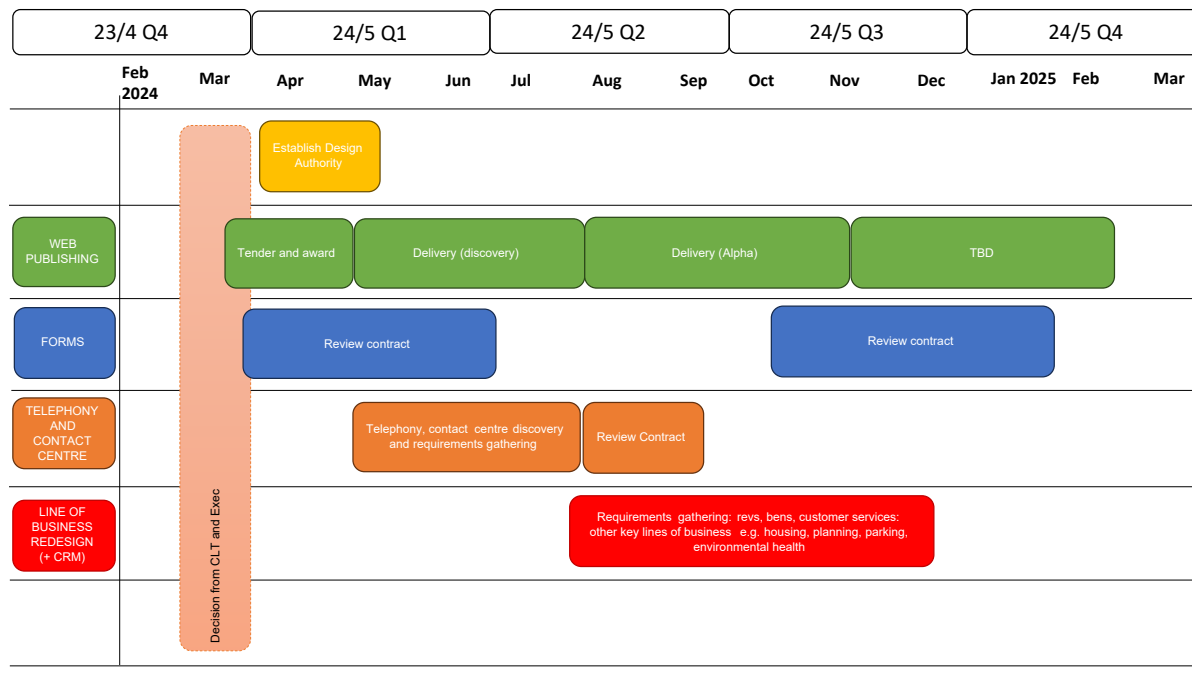 23/4 Q4
24/5 Q1
24/5 Q2
24/5 Q3
24/5 Q4
Feb
2024
Mar
Apr
May
Jun
Jul
Aug
Sep
Oct
Nov
Dec
Jan 2025
Feb
Mar
Establish Design
Authority
WEB
PUBLISHING
Tender and award
Delivery (discovery)
Delivery (Alpha)
TBD
FORMS
Review contract
Review contract
TELEPHONY
AND
CONTACT
CENTRE
Telephony, contact centre discovery
and requirements gathering
Review Contract
LINE OF
BUSINESS
REDESIGN
(+ CRM)
Requirements gathering: revs, bens, customer services:
other key lines of business e.g. housing, planning, parking,
environmental health
Decision from CLT and Exec